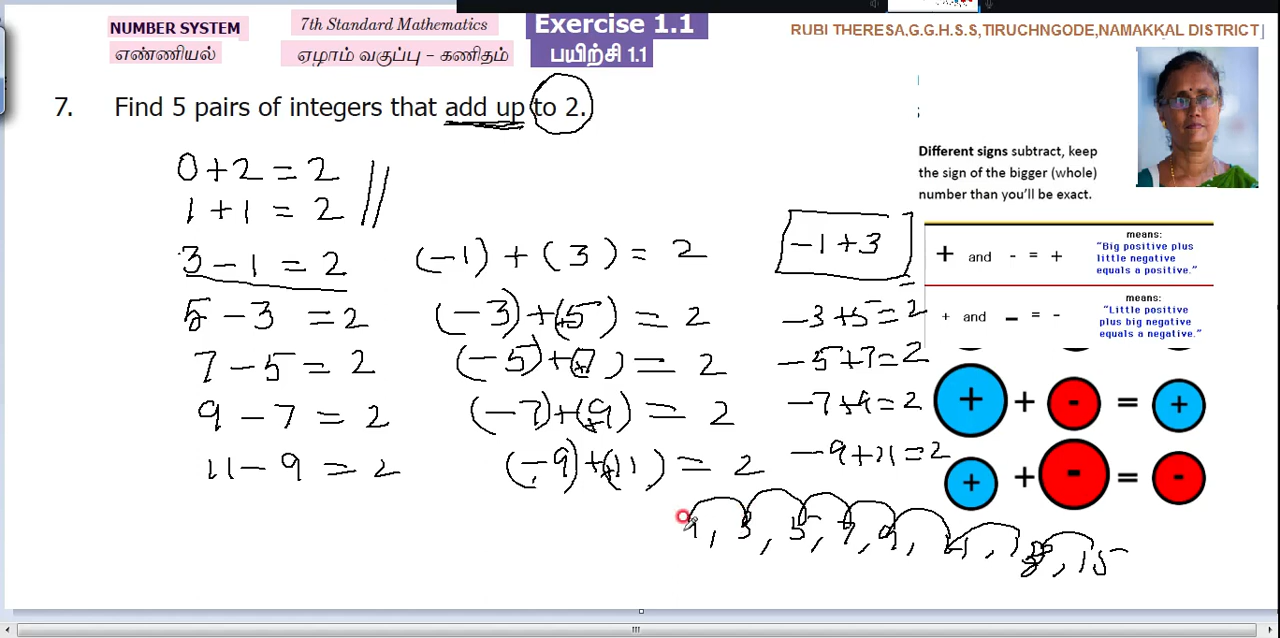 NUMBER SYSTEM
எண்ணியல்
7th Standard Mathematics
ஏழாம் வகுப்பு – கணிதம்
Exercise 1.1
பயிற்சி 1.1
RUBI THERESA,G.G.H.S.S,TIRUCHNGODE,NAMAKKAL DISTRICT]
7. Find 5 pairs of integers that add up to 2.
0+2 = 2
1 + 1 = 2
3 - 1 = 2
5 - 3 = 2
7 - 5 = 2
9 - 7 = 2
11 - 9 = 2
(-1) + (3) = 2
(-3) + (+5) = 2
(-5) + (+7) = 2
(-7) + (+9) = 2
(-9) + (+11) = 2
-1 + 3
-3 + 5 = 2
-5 + 7 = 2
-7 + 9 = 2
-9 + 11 = 2
1, 3, 5, 7, 9, 11, 13, 15
Different signs subtract, keep
the sign of the bigger (whole)
number than you'll be exact.
+ and - = +
means:
"Big positive plus
little negative
equals a positive."
+ and - = -
means:
"Little positive
plus big negative
equals a negative."
+ + - = +
+ + - = -